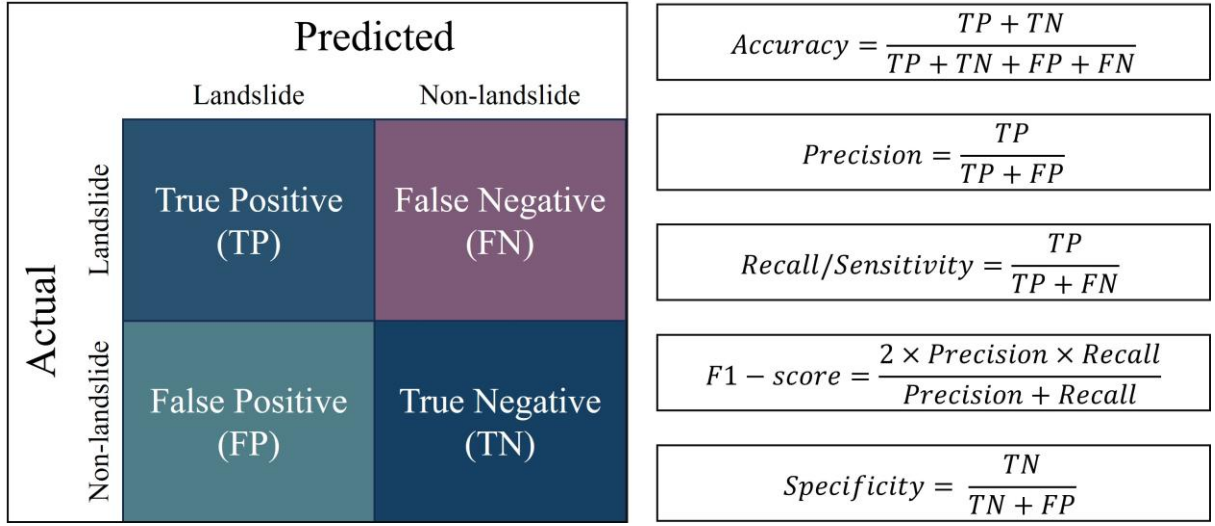 Predicted
Landslide Non-landslide
Actual
Landslide
True Positive
(TP)
False Negative
(FN)
Non-landslide
False Positive
(FP)
True Negative
(TN)
Accuracy = (TP + TN) / (TP + TN + FP + FN)
Precision = TP / (TP + FP)
Recall/Sensitivity = TP / (TP + FN)
F1 − score = (2 × Precision × Recall) / (Precision + Recall)
Specificity = TN / (TN + FP)